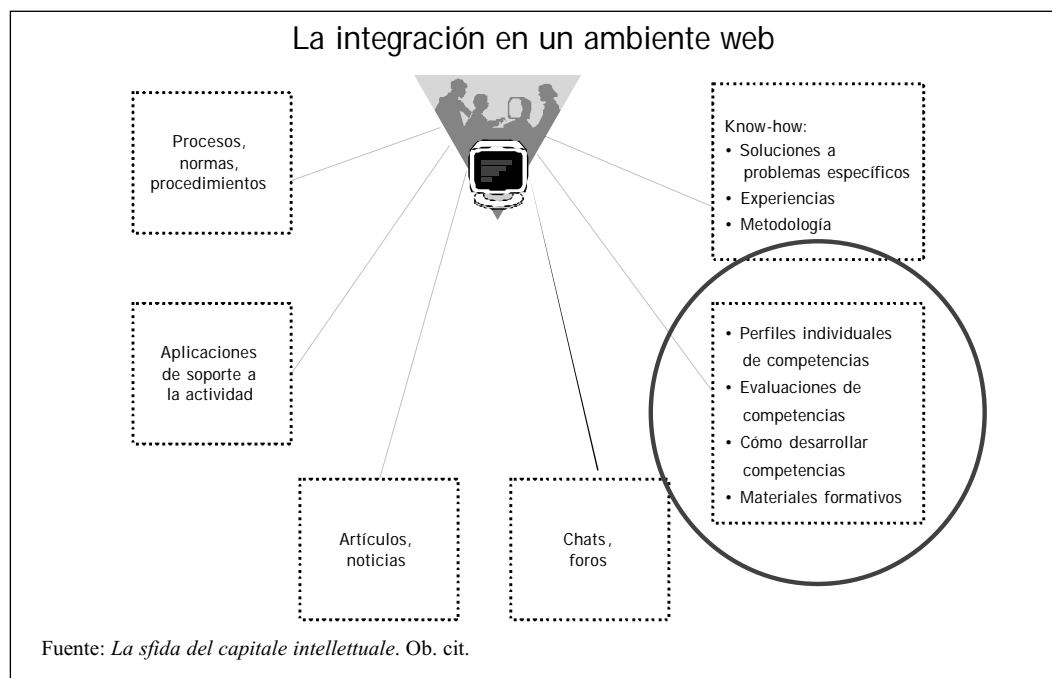 La integración en un ambiente web
Procesos,
normas,
procedimientos
Know-how:
• Soluciones a
problemas específicos
• Experiencias
• Metodología
Aplicaciones
de soporte a
la actividad
• Perfiles individuales
de competencias
• Evaluaciones de
competencias
• Cómo desarrollar
competencias
• Materiales formativos
Artículos,
noticias
Chats,
foros
Fuente: La sfida del capitale intellettuale. Ob. cit.